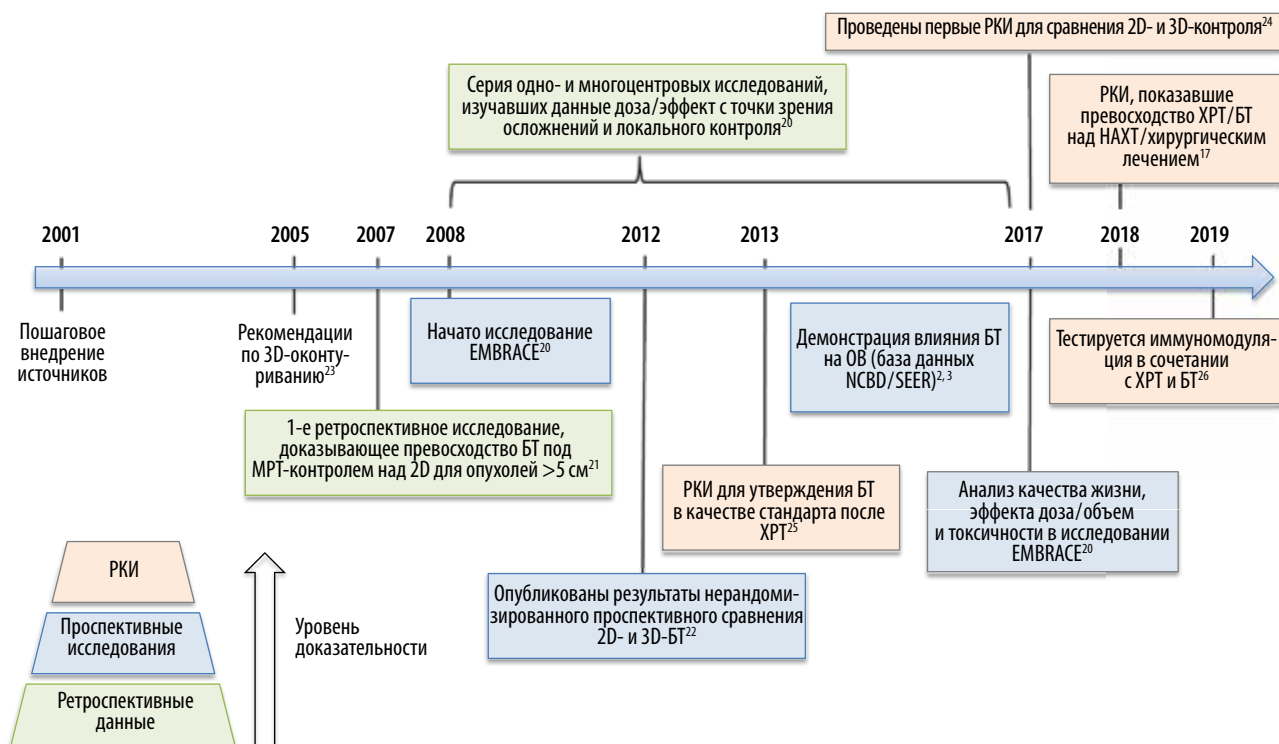 Проведены первые РКИ для сравнения 2D- и 3D-контроля24
Серия одно- и многоцентровых исследований,
изучавших данные доза/эффект с точки зрения
осложнений и локального контроля20
РКИ, показавшие
превосходство ХРТ/БТ
над НАХТ/хирургическим
лечением17
2001
2005
2007
2008
2012
2013
2017
2018
2019
Пошаговое
внедрение
источников
Рекомендации
по 3D-оконту-
риванию23
Начато исследование
EMBRACE20
Демонстрация влияния БТ
на ОВ (база данных
NCBD/SEER)2, 3
Тестируется иммуномодуля-
ция в сочетании
с ХРТ и БТ26
1-е ретроспективное исследование,
доказывающее превосходство БТ под
МРТ-контролем над 2D для опухолей >5 см21
РКИ для утверждения БТ
в качестве стандарта после
ХРТ25
Анализ качества жизни,
эффекта доза/объем
и токсичности в исследовании
EMBRACE20
Опубликованы результаты нерандоми-
зированного проспективного сравнения
2D- и 3D-БТ22
РКИ
Проспективные
исследования
Ретроспективные
данные
Уровень
доказательности